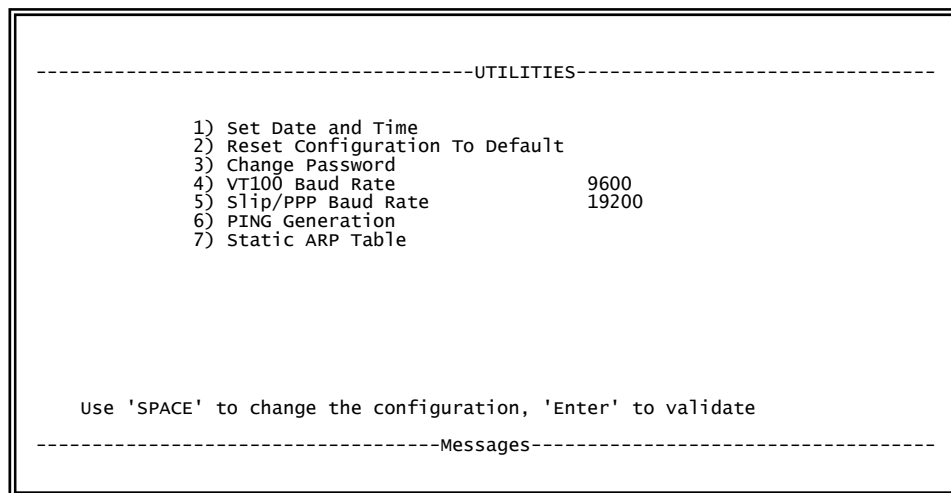 ---------------------------------------UTILITIES--------------------------------
1) Set Date and Time
2) Reset Configuration To Default
3) Change Password
4) VT100 Baud Rate 9600
5) Slip/PPP Baud Rate 19200
6) PING Generation
7) Static ARP Table
Use 'SPACE' to change the configuration, 'Enter' to validate
------------------------------------Messages------------------------------------